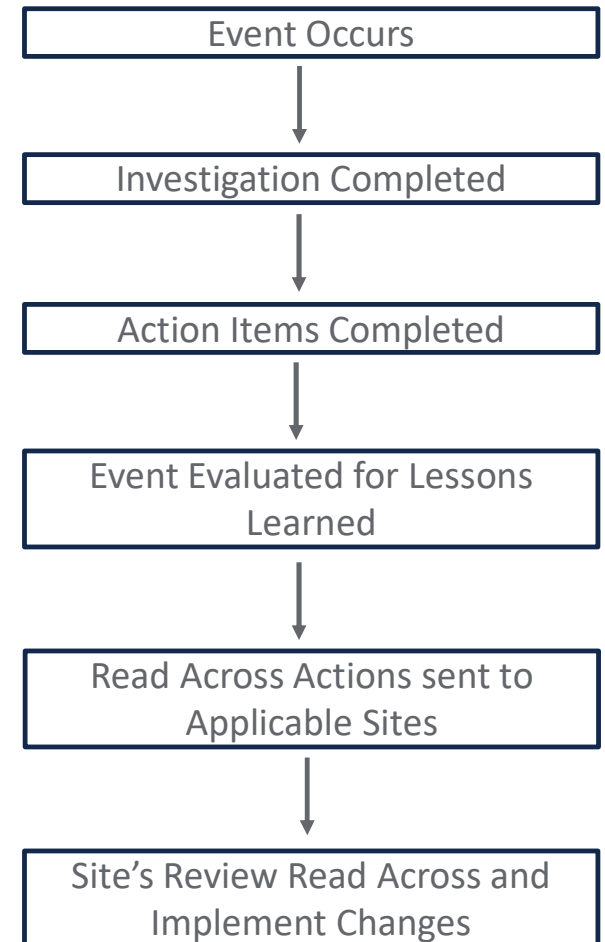 Event Occurs
Investigation Completed
Action Items Completed
Event Evaluated for Lessons
Learned
Read Across Actions sent to
Applicable Sites
Site's Review Read Across and
Implement Changes